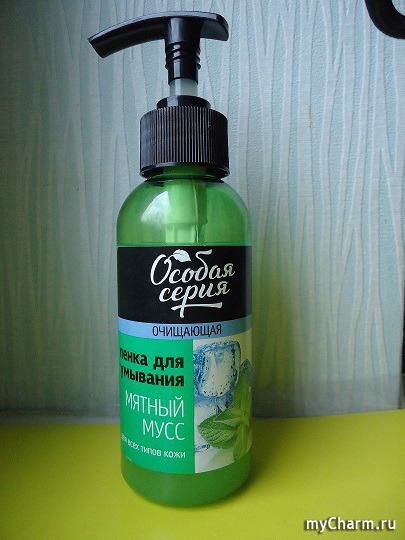 Особая
серия
ОЧИЩАЮЩАЯ
пенка для
умывания
МЯТНЫЙ
МУСС
для всех типов кожи
myCharm.ru